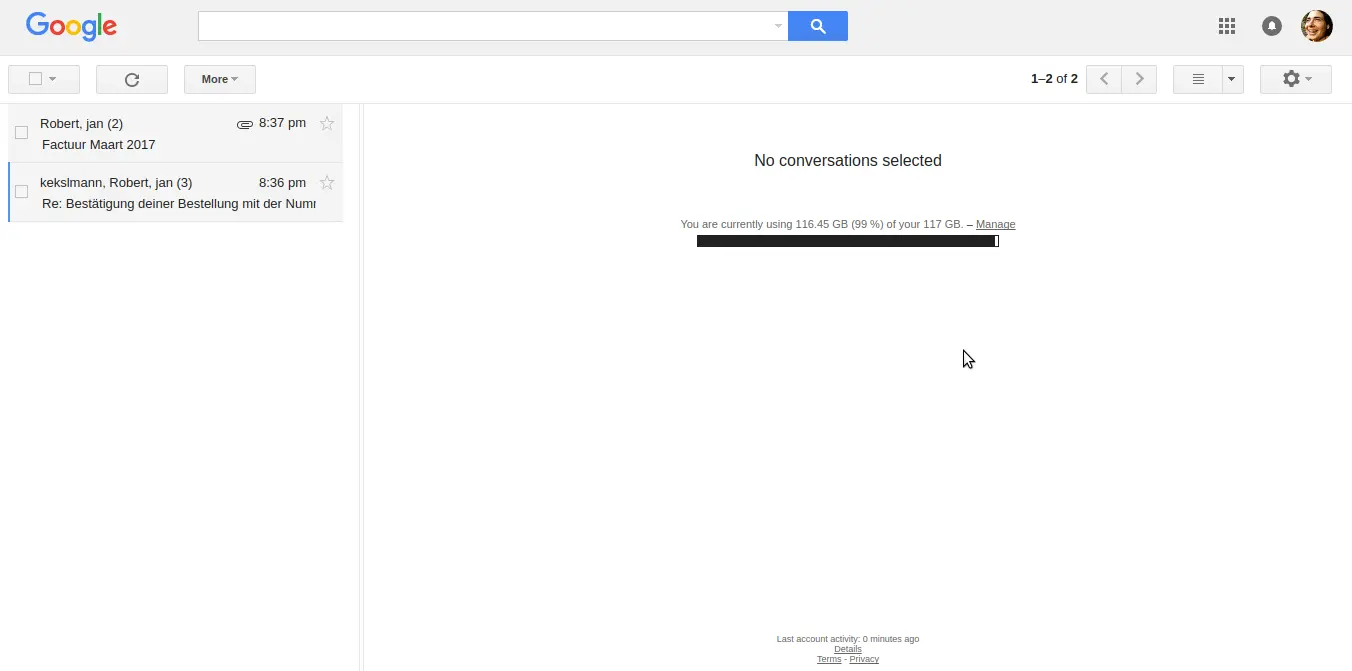 Google
More
1–2 of 2
Robert, jan (2) 8:37 pm
Factuur Maart 2017
kekslmann, Robert, jan (3) 8:36 pm
Re: Bestätigung deiner Bestellung mit der
No conversations selected
You are currently using 116.45 GB (99 %) of your 117 GB. – Manage
Last account activity: 0 minutes ago
Details
Terms - Privacy